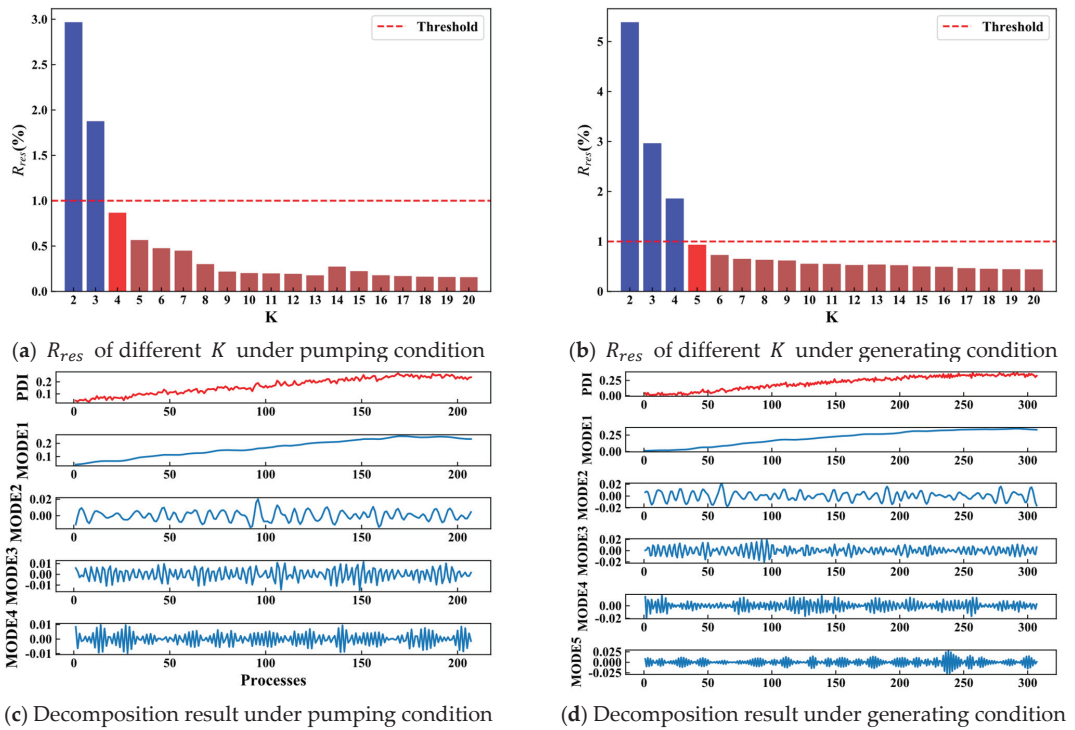 3.0
2.5
2.0
1.5
1.0
0.5
0.0
R_res(%)
Threshold
2 3 4 5 6 7 8 9 10 11 12 13 14 15 16 17 18 19 20
K
(a) R_res of different K under pumping condition
5
4
3
2
1
0
R_res(%)
Threshold
2 3 4 5 6 7 8 9 10 11 12 13 14 15 16 17 18 19 20
K
(b) R_res of different K under generating condition
PDI
0.2
0.1
0 50 100 150 200
MODE1
0.2
0.1
0 50 100 150 200
MODE2
0.02
0.00
0 50 100 150 200
MODE3
0.01
0.00
-0.01
0 50 100 150 200
MODE4
0.01
0.00
-0.01
0 50 100 150 200
Processes
(c) Decomposition result under pumping condition
PDI
0.25
0.00
0 50 100 150 200 250 300
MODE1
0.25
0.00
0 50 100 150 200 250 300
MODE2
0.02
0.00
-0.02
0 50 100 150 200 250 300
MODE3
0.02
0.00
-0.02
0 50 100 150 200 250 300
MODE4
0.00
-0.02
0 50 100 150 200 250 300
MODE5
0.025
0.000
-0.025
0 50 100 150 200 250 300
(d) Decomposition result under generating condition